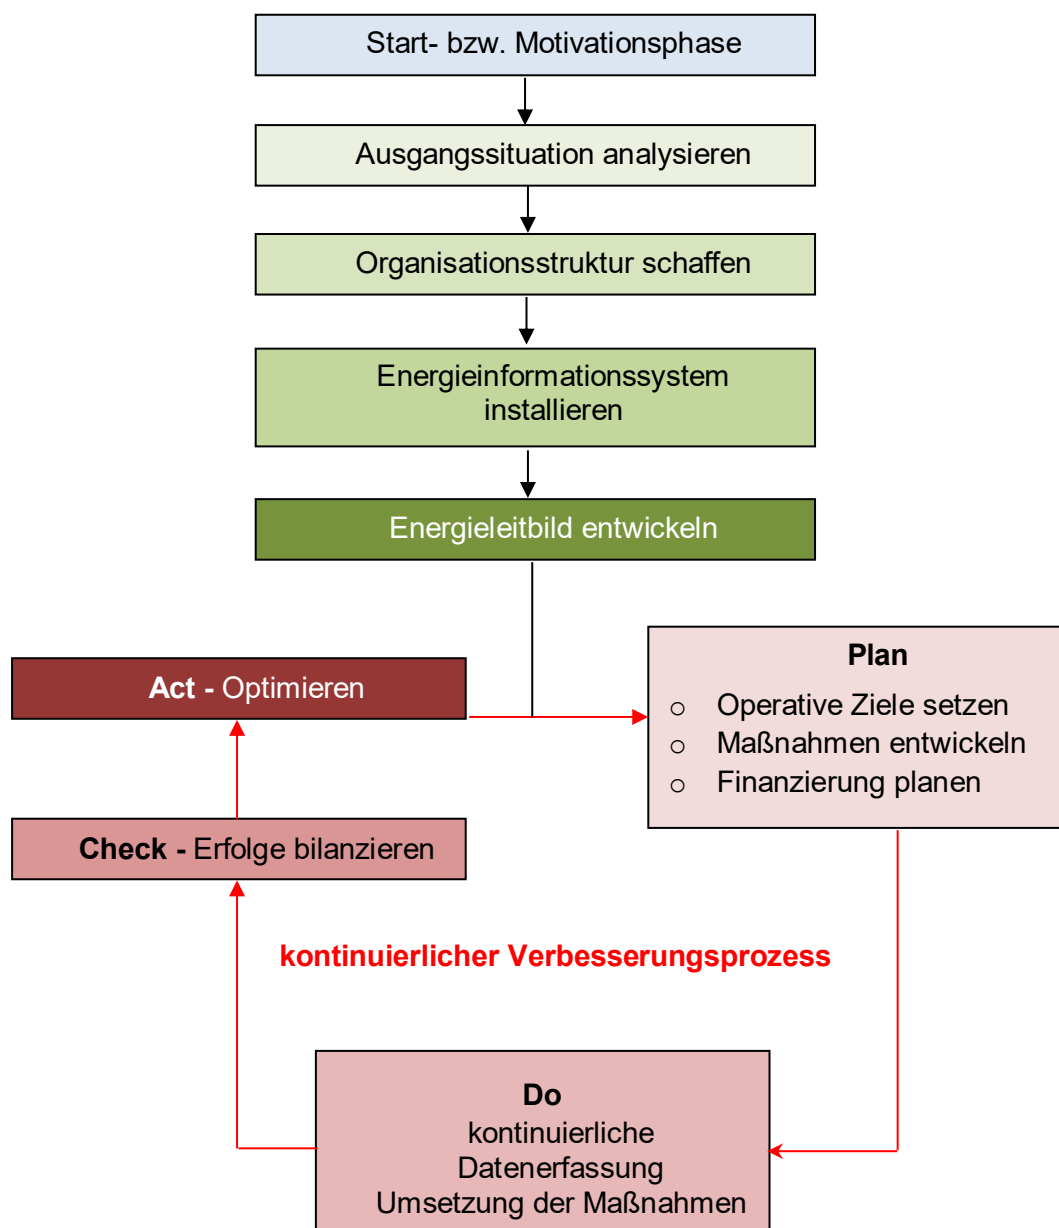 Start- bzw. Motivationsphase
Ausgangssituation analysieren
Organisationsstruktur schaffen
Energieinformationssystem
installieren
Energieleitbild entwickeln
Act - Optimieren
Plan
o Operative Ziele setzen
o Maßnahmen entwickeln
o Finanzierung planen
Check - Erfolge bilanzieren
kontinuierlicher Verbesserungsprozess
Do
kontinuierliche
Datenerfassung
Umsetzung der Maßnahmen